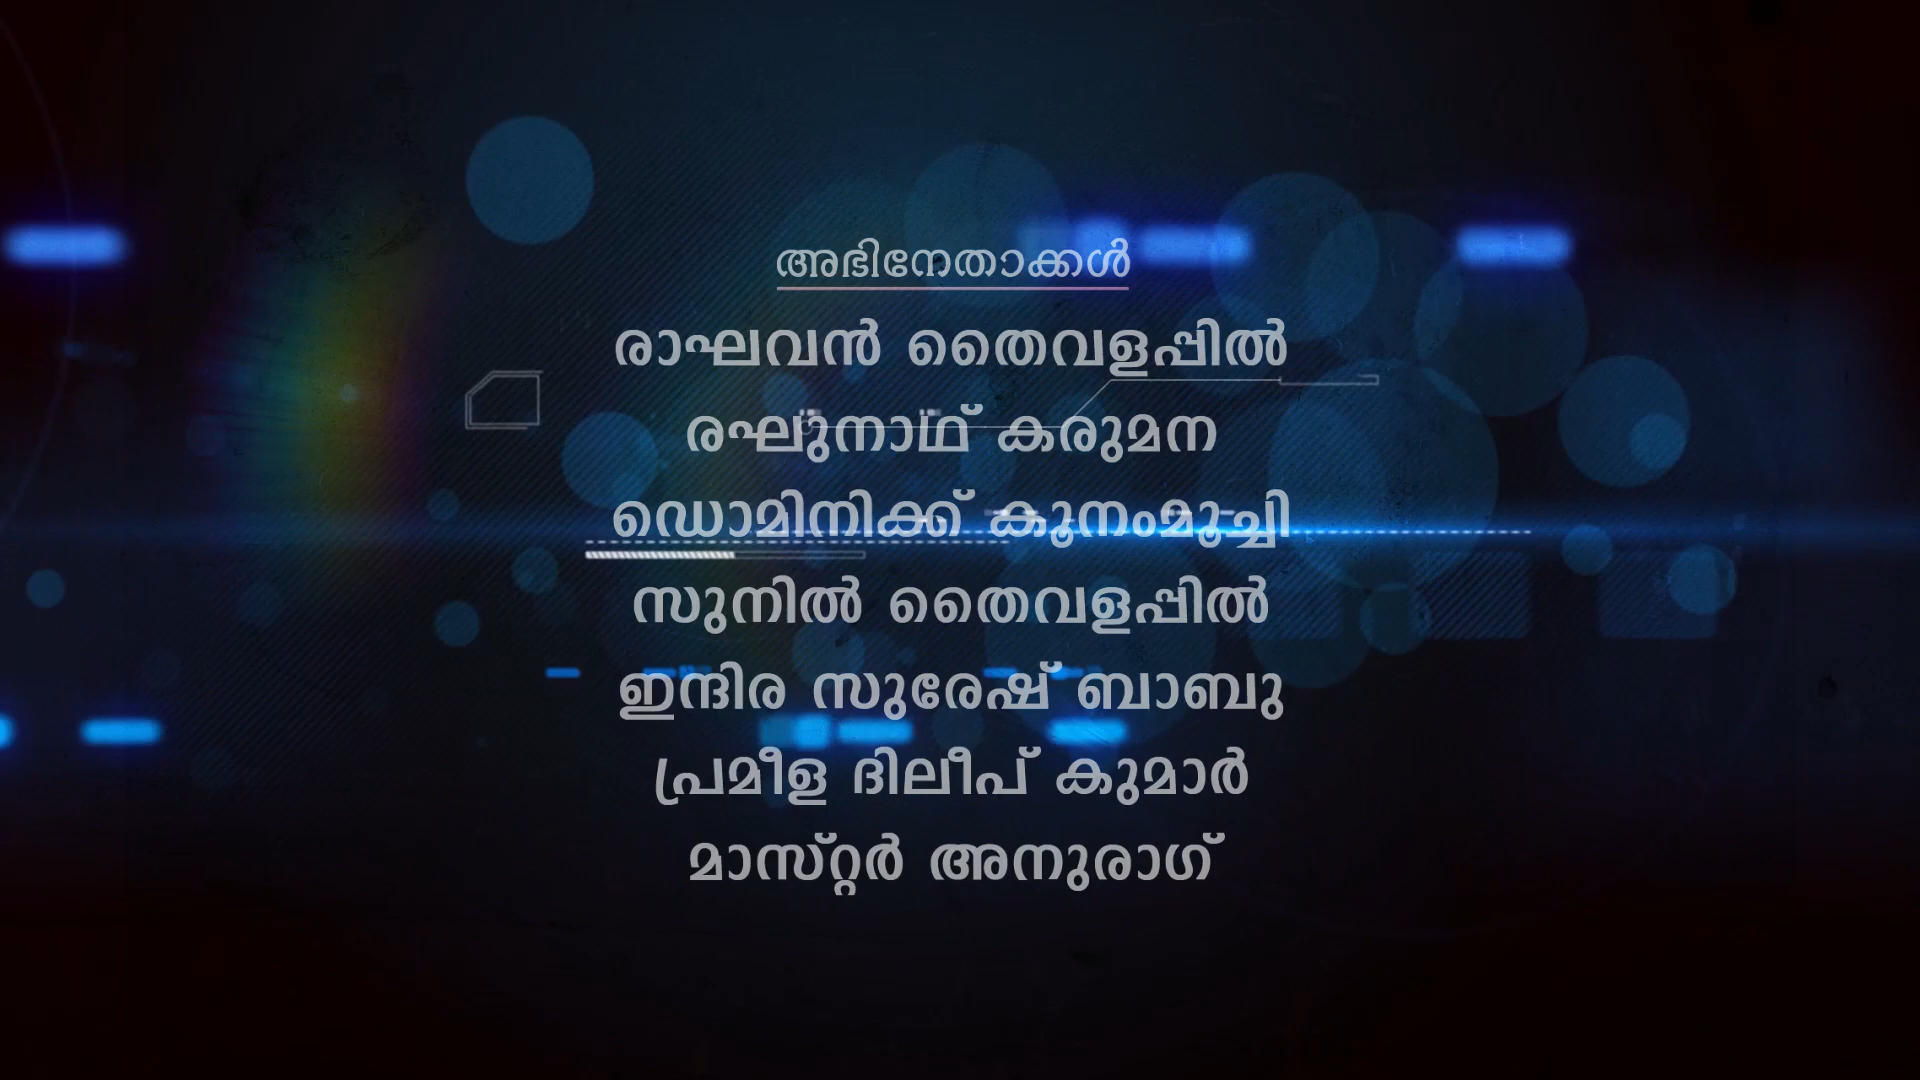 അഭിനേതാക്കൾ
രാഘവൻ തൈവളപ്പിൽ
രഘുനാഥ് കരുമന
ഡൊമിനിക്ക് കൂനംമൂച്ചി
സുനിൽ തൈവളപ്പിൽ
ഇന്ദിര സുരേഷ് ബാബു
പ്രമീള ദിലീപ് കുമാർ
മാസ്റ്റർ അനുരാഗ്